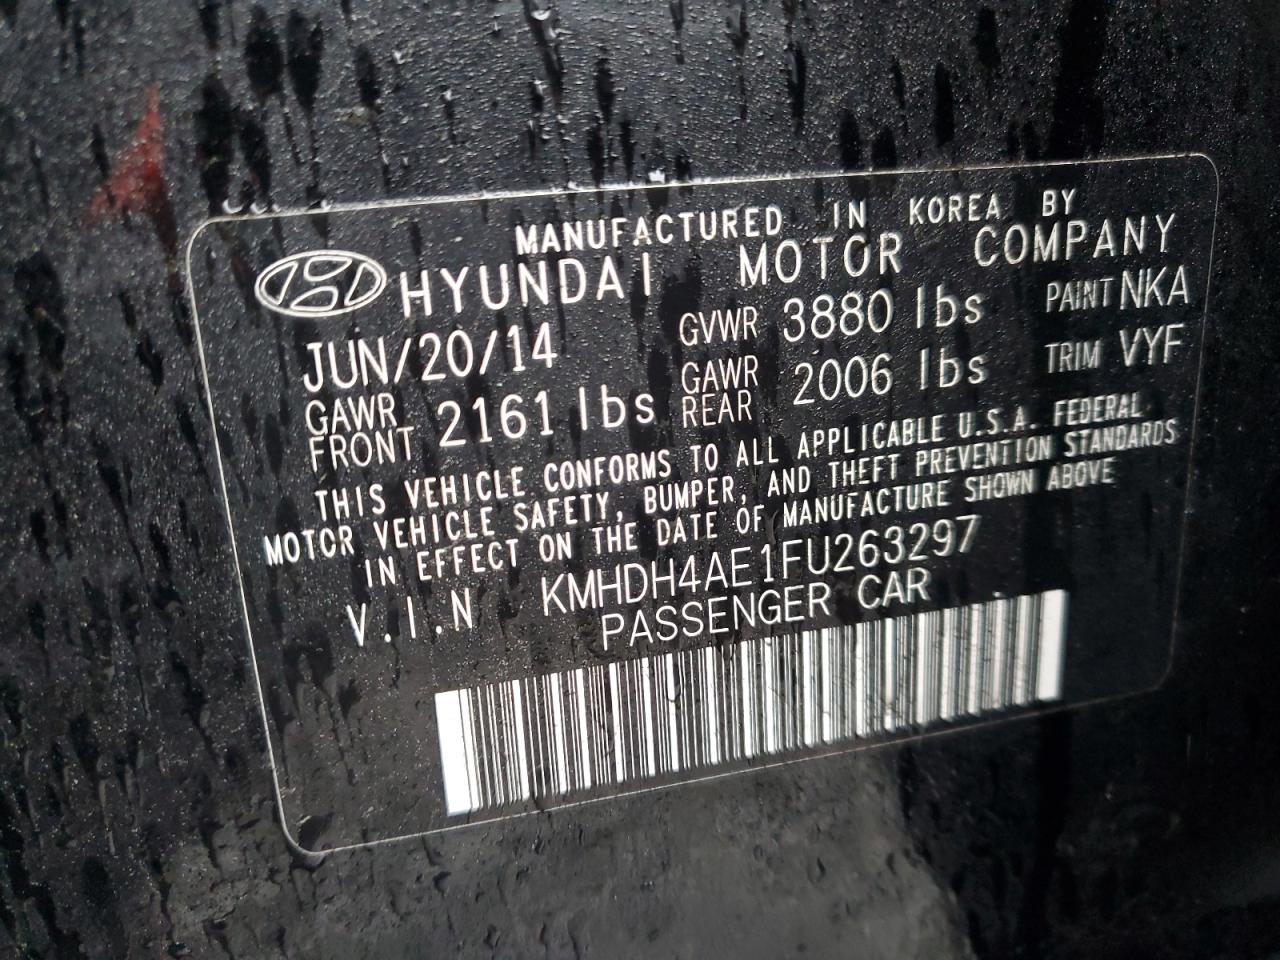 MANUFACTURED IN KOREA BY
HYUNDAI MOTOR COMPANY
JUN/20/14 GVWR 3880 lbs PAINT NKA
GAWR FRONT 2161 lbs GAWR REAR 2006 lbs TRIM VYF
THIS VEHICLE CONFORMS TO ALL APPLICABLE U.S.A. FEDERAL
MOTOR VEHICLE SAFETY, BUMPER, AND THEFT PREVENTION STANDARDS
IN EFFECT ON THE DATE OF MANUFACTURE SHOWN ABOVE
V.I.N KMHDH4AE1FU263297
PASSENGER CAR